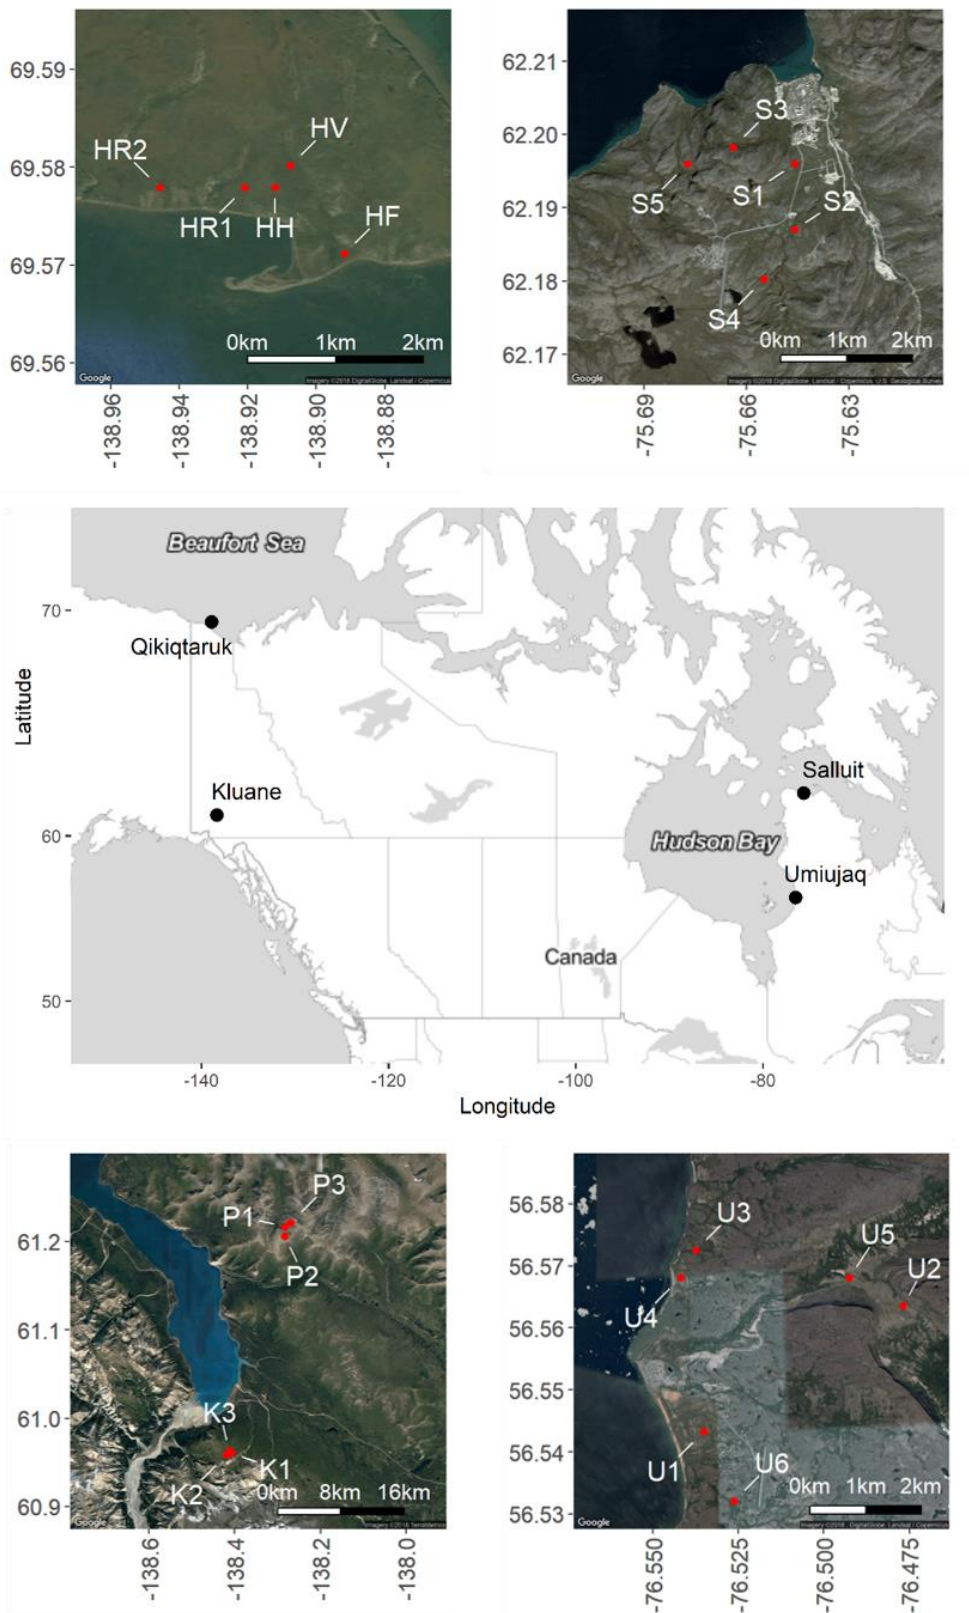 69.59
69.58
69.57
69.56
HR2
HV
HR1
HH
HF
0km 1km 2km
Google
-138.96
-138.94
-138.92
-138.90
-138.88
62.21
62.20
62.19
62.18
62.17
S3
S5
S1
S2
S4
0km 1km 2km
Google
-75.69
-75.66
-75.63
Beaufort Sea
70
Qikiqtaruk
Latitude
Kluane
Salluit
60
Hudson Bay
Umiujaq
Canada
50
-140
-120
-100
-80
Longitude
P3
P1
P2
61.2
61.1
61.0
60.9
K3
K1
K2
0km 8km 16km
Google
-138.6
-138.4
-138.2
-138.0
56.58
56.57
56.56
56.55
56.54
56.53
U3
U5
U2
U4
U1
U6
0km 1km 2km
Google
-76.550
-76.525
-76.500
-76.475